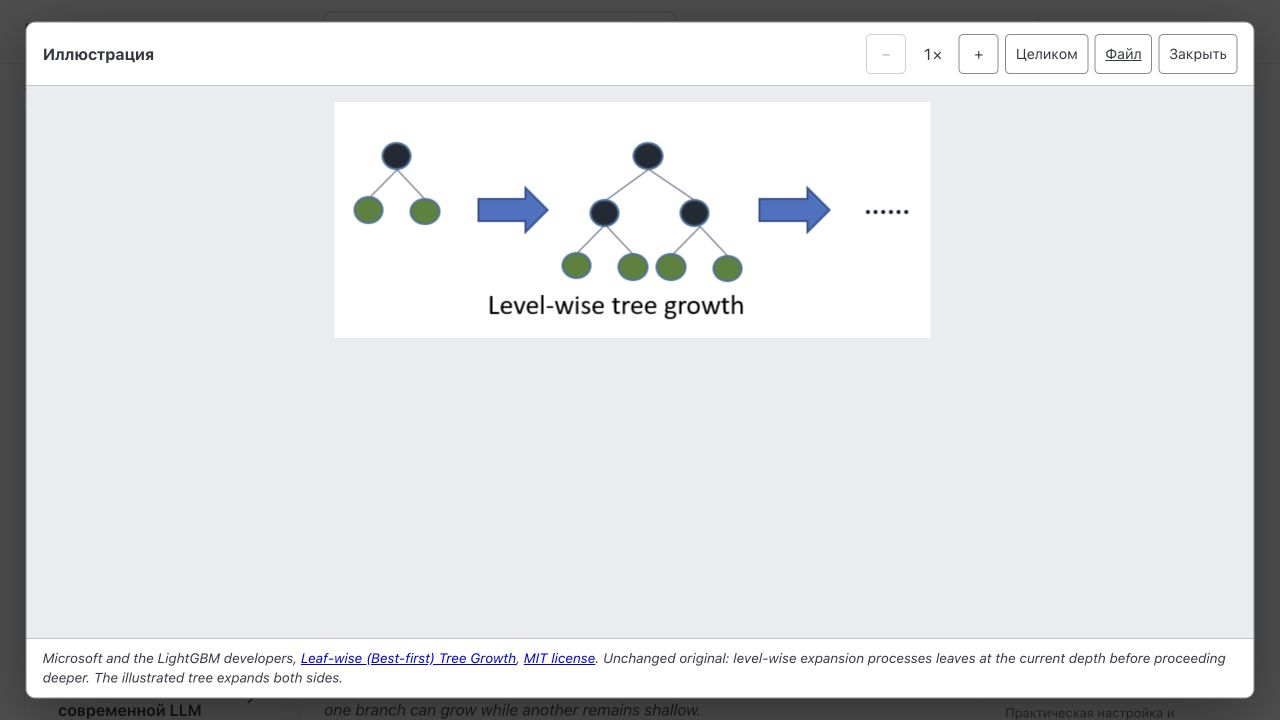 Иллюстрация
−
1×
+
Целиком
Файл
Закрыть
......
Level-wise tree growth
Microsoft and the LightGBM developers, Leaf-wise (Best-first) Tree Growth, MIT license. Unchanged original: level-wise expansion processes leaves at the current depth before proceeding
deeper. The illustrated tree expands both sides.
современной LLM
one branch can grow while another remains shallow.
Практическая настройка и